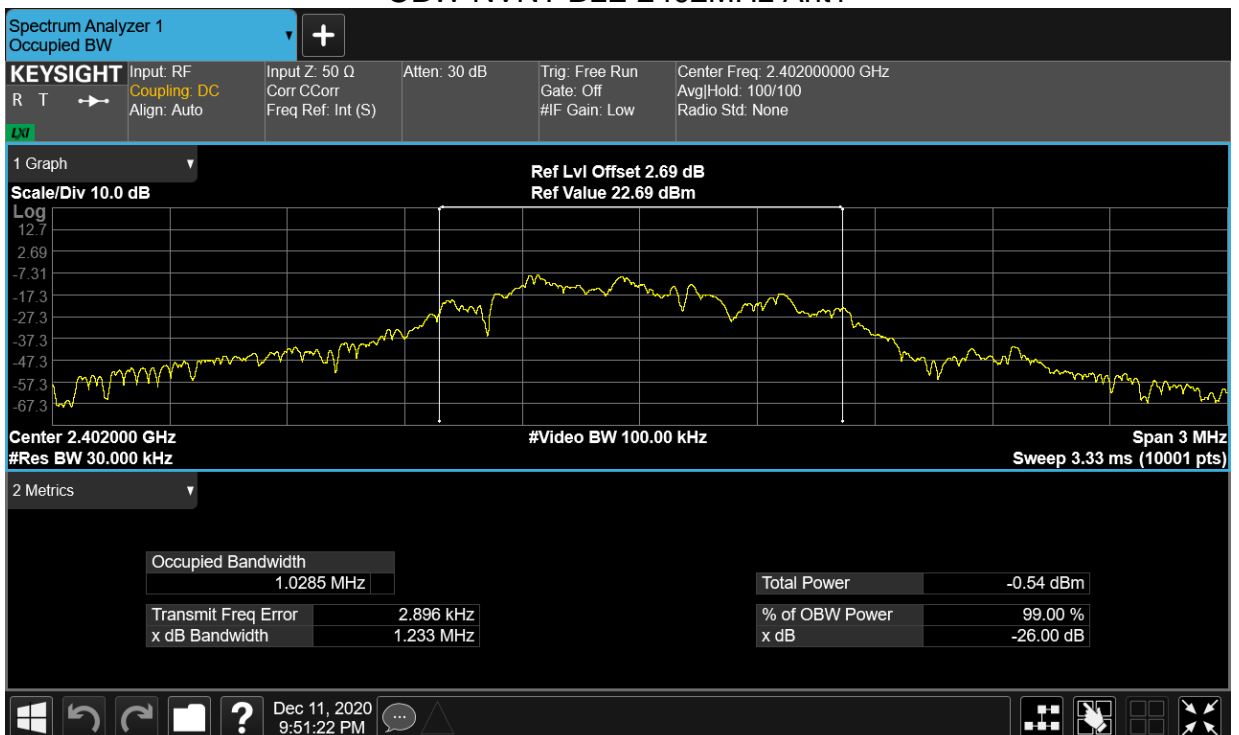 Spectrum Analyzer 1
Occupied BW
KEYSIGHT
R T
LXI
Input: RF
Coupling: DC
Align: Auto
Input Z: 50 Ω
Corr CCorr
Freq Ref: Int (S)
Atten: 30 dB
Trig: Free Run
Gate: Off
#IF Gain: Low
Center Freq: 2.402000000 GHz
Avg|Hold: 100/100
Radio Std: None
1 Graph
Scale/Div 10.0 dB
Ref Lvl Offset 2.69 dB
Ref Value 22.69 dBm
Log
12.7
2.69
-7.31
-17.3
-27.3
-37.3
-47.3
-57.3
-67.3
Center 2.402000 GHz
#Res BW 30.000 kHz
#Video BW 100.00 kHz
Span 3 MHz
Sweep 3.33 ms (10001 pts)
2 Metrics
Occupied Bandwidth
1.0285 MHz
Transmit Freq Error 2.896 kHz
x dB Bandwidth 1.233 MHz
Total Power -0.54 dBm
% of OBW Power 99.00 %
x dB -26.00 dB
?
Dec 11, 2020
9:51:22 PM